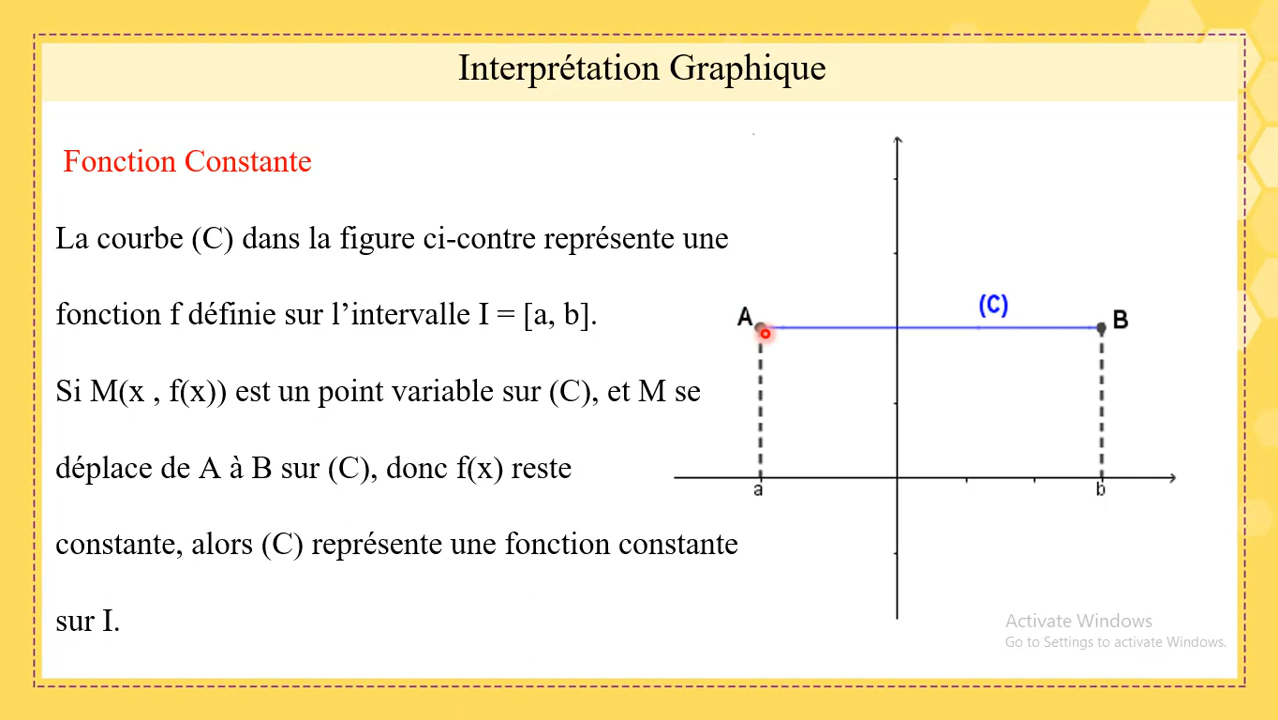 Interprétation Graphique
Fonction Constante
La courbe (C) dans la figure ci-contre représente une
fonction f définie sur l’intervalle I = [a, b].
Si M(x , f(x)) est un point variable sur (C), et M se
déplace de A à B sur (C), donc f(x) reste
constante, alors (C) représente une fonction constante
sur I.
(C)
A
B
a
b
Activate Windows
Go to Settings to activate Windows.